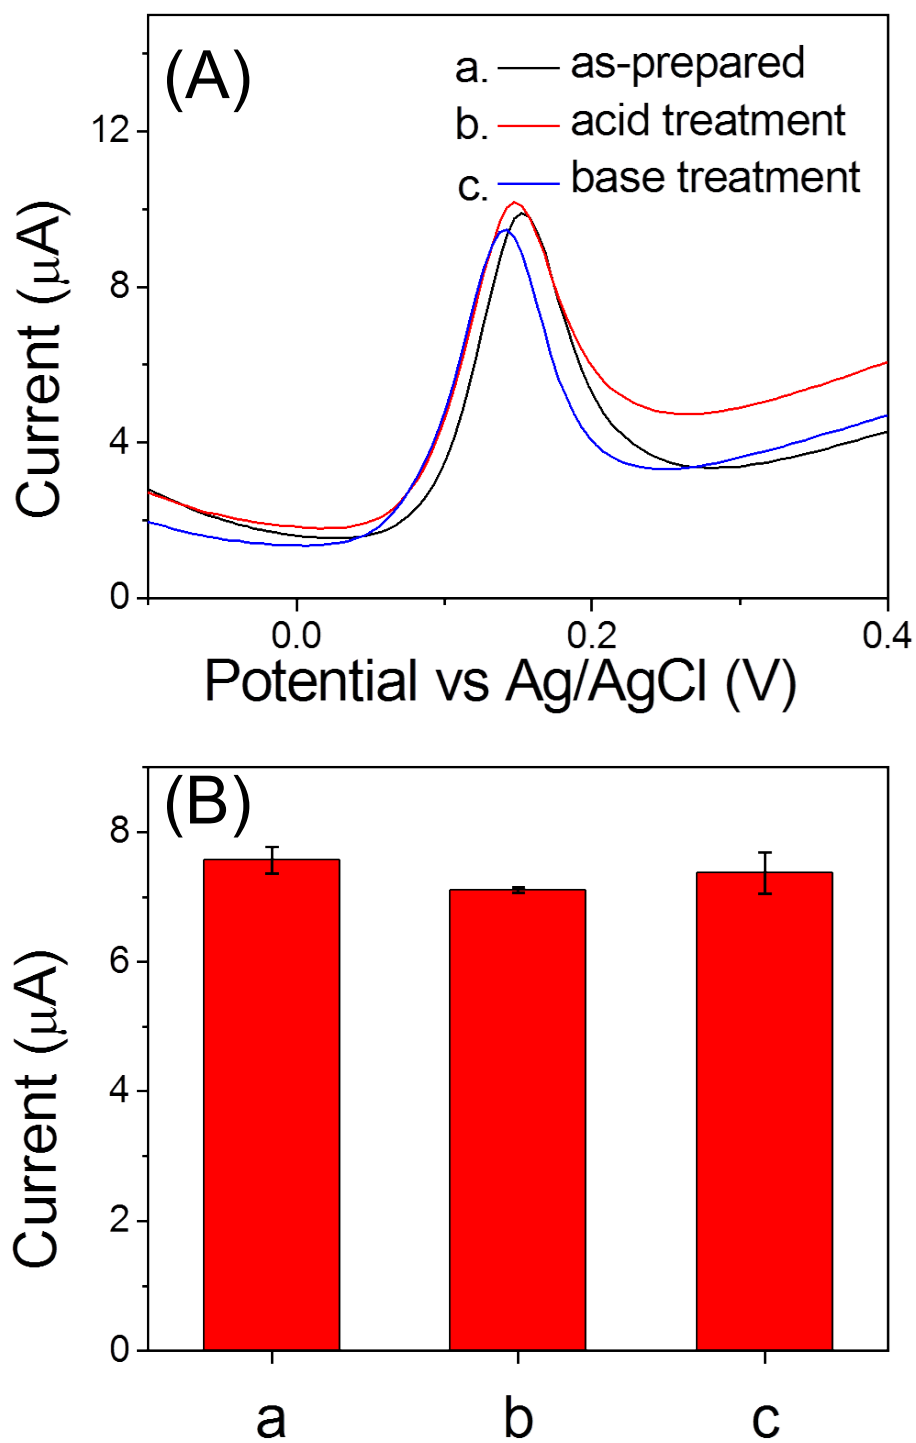 (A)
a. as-prepared
b. acid treatment
c. base treatment
12
8
4
0
Current (μA)
0.0 0.2 0.4
Potential vs Ag/AgCl (V)
(B)
8
6
4
2
0
Current (μA)
a b c